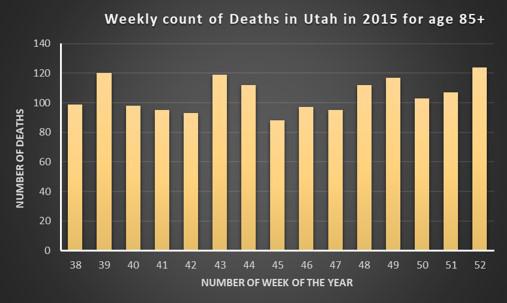 Weekly count of Deaths in Utah in 2015 for age 85+
NUMBER OF DEATHS
140
120
100
80
60
40
20
0
38 39 40 41 42 43 44 45 46 47 48 49 50 51 52
NUMBER OF WEEK OF THE YEAR